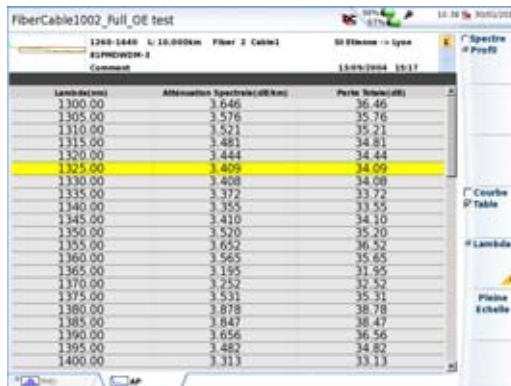 FiberCable1002_Full_OE test
10:38
1260-1640 L: 10.000km Fiber 2 Cable1
St Etienne -> Lyon
Comment
13/09/2004 15:17
Spectre
Profil
Lambda(nm) Atténuation Spectrale(dB/km) Perte Totale(dB)
1300.00 3.646 36.46
1305.00 3.576 35.76
1310.00 3.521 35.21
1315.00 3.481 34.81
1320.00 3.444 34.44
1325.00 3.409 34.09
1330.00 3.408 34.08
1335.00 3.372 33.72
1340.00 3.355 33.55
1345.00 3.410 34.10
1350.00 3.520 35.20
1355.00 3.652 36.52
1360.00 3.565 35.65
1365.00 3.195 31.95
1370.00 3.252 32.52
1375.00 3.531 35.31
1380.00 3.878 38.78
1385.00 3.847 38.47
1390.00 3.656 36.56
1395.00 3.482 34.82
1400.00 3.313 33.13
Courbe
Table
Lambda
Pleine
Echelle
AP